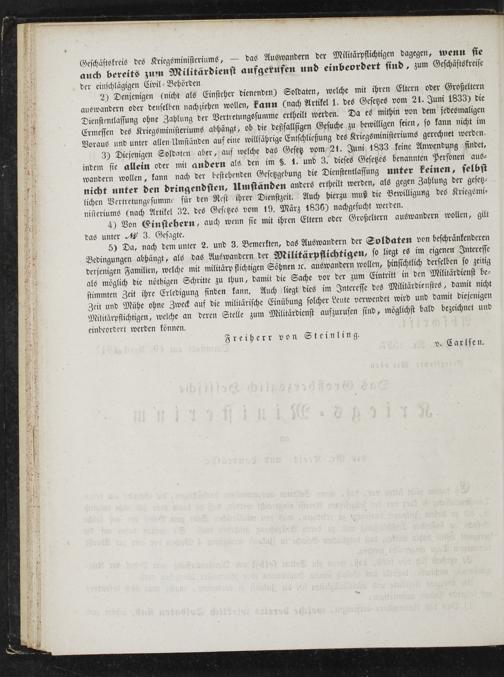 Geschäftskreis des Kriegsministeriums, — das Auswandern der Militärpflichtigen dagegen, wenn sie
auch bereits zum Militärdienst aufgerufen und einbeordert sind, zum Geschäftskreise
der einschlägigen Civil-Behörden
2) Denjenigen (nicht als Einsteher dienenden) Soldaten, welche mit ihren Eltern oder Großeltern
auswandern oder denselben nachziehen wollen, kann (nach Artikel 1. des Gesetzes vom 21. Juni 1833) die
Dienstentlassung ohne Zahlung der Vertretungssumme ertheilt werden. Da es mithin von dem jedesmaligen
Ermessen des Kriegsministeriums abhängt, ob die deßfallsigen Gesuche zu bewilligen seien, so kann nicht im
Voraus und unter allen Umständen auf eine willfährige Entschließung des Kriegsministeriums gerechnet werden.
3) Diejenigen Soldaten aber, auf welche das Gesetz vom 21. Juni 1833 keine Anwendung findet,
indem sie allein oder mit andern als den im §. 1. und 3. dieses Gesetzes benannten Personen aus-
wandern wollen, kann nach der bestehenden Gesetzgebung die Dienstentlassung unter keinen, selbst
nicht unter den dringendsten, Umständen anders ertheilt werden, als gegen Zahlung der gesetz-
lichen Vertretungssumme für den Rest ihrer Dienstzeit. Auch hierzu muß die Bewilligung des Kriegsmi-
nisteriums (nach Artikel 32. des Gesetzes vom 19. März 1836) nachgesucht werden.
4) Von Einstehern, auch wenn sie mit ihren Eltern oder Großeltern auswandern wollen, gilt
das unter № 3. Gesagte.
5) Da, nach dem unter 2. und 3. Bemerkten, das Auswandern der Soldaten von beschränkenderen
Bedingungen abhängt, als das Auswandern der Militärpflichtigen, so liegt es im eigenen Interesse
derjenigen Familien, welche mit militärpflichtigen Söhnen ꝛc. auswandern wollen, hinsichtlich derselben so zeitig
als möglich die nöthigen Schritte zu thun, damit die Sache vor der zum Eintritt in den Militärdienst be-
stimmten Zeit ihre Erledigung finden kann. Auch liegt dies im Interesse des Militärdienstes, damit nicht
Zeit und Mühe ohne Zweck auf die militärische Einübung solcher Leute verwendet wird und damit diejenigen
Militärpflichtigen, welche an deren Stelle zum Militärdienst aufzurufen sind, möglichst bald bezeichnet und
einbeordert werden können.
Freiherr von Steinling.
v. Carlsen.